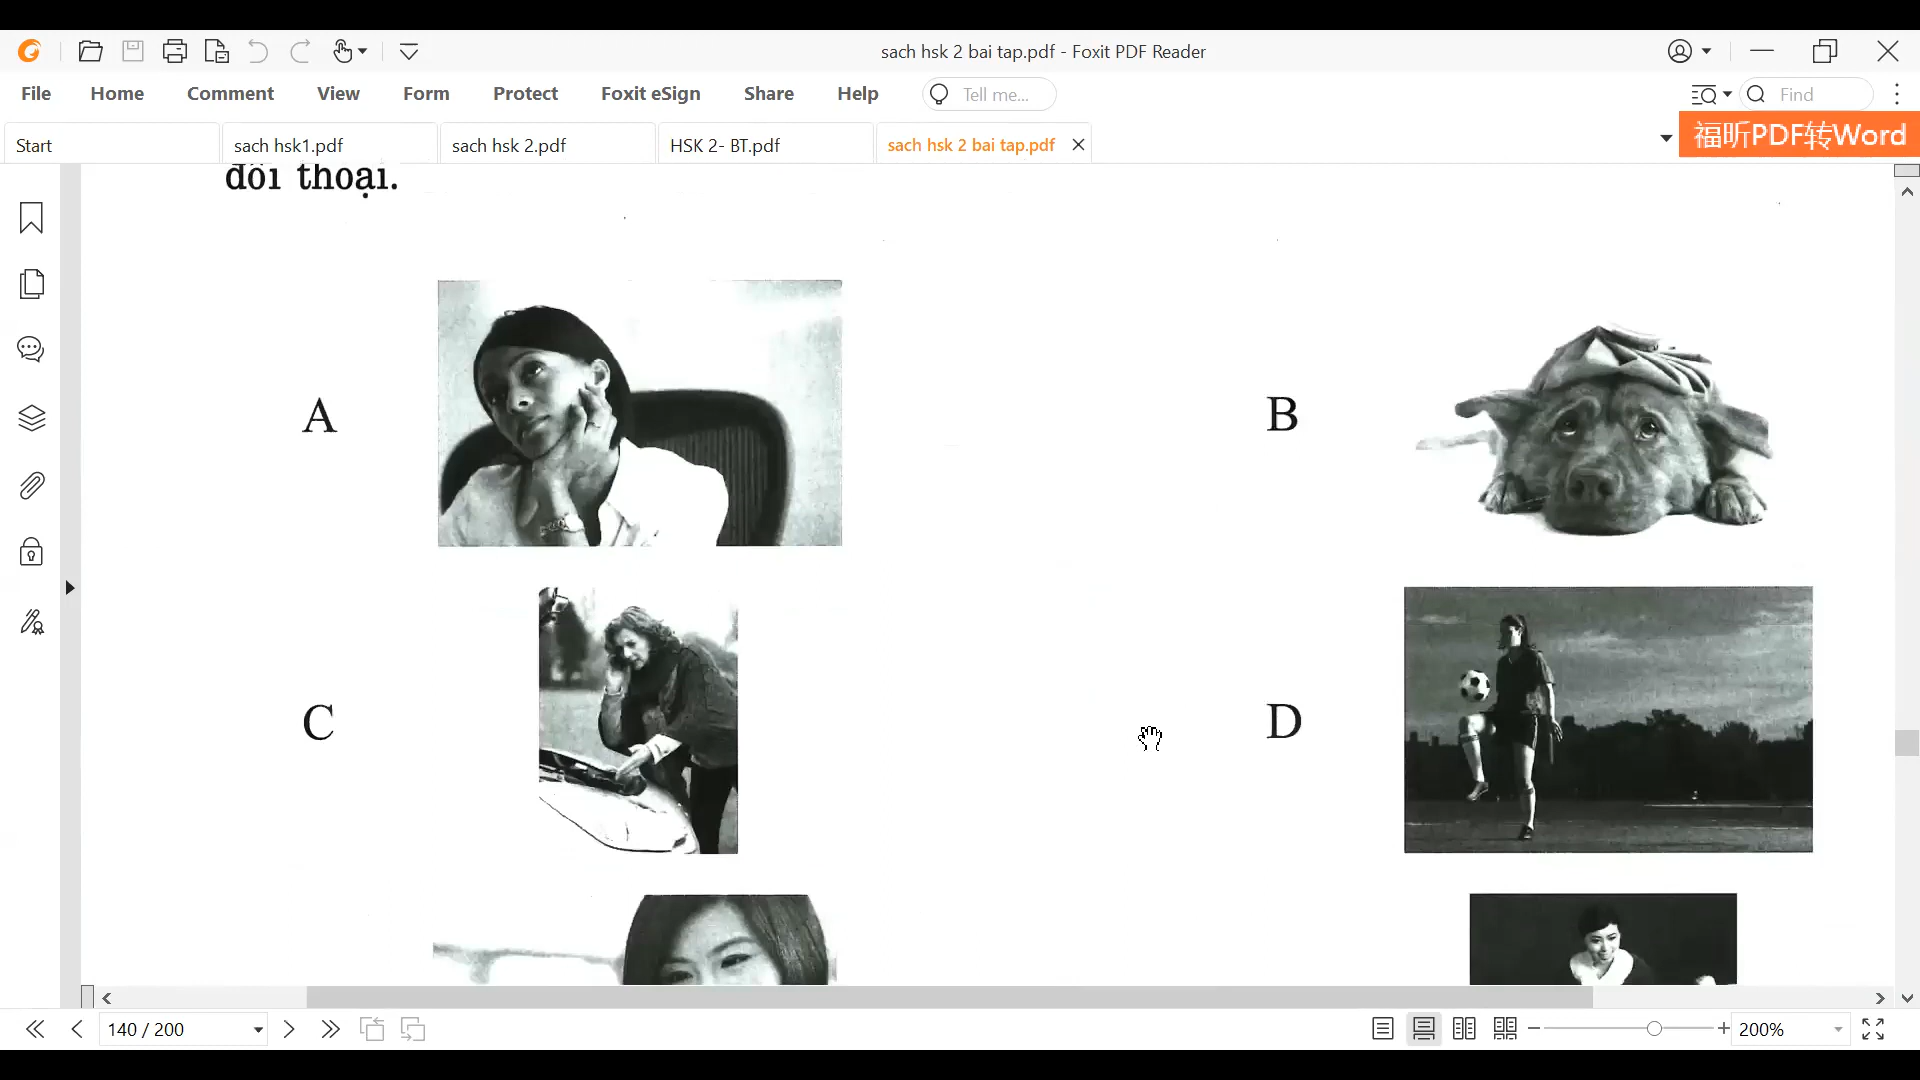 sach hsk 2 bai tap.pdf - Foxit PDF Reader
File Home Comment View Form Protect Foxit eSign Share Help Tell me... Find
福昕PDF转Word
Start sach hsk1.pdf sach hsk 2.pdf HSK 2- BT.pdf sach hsk 2 bai tap.pdf
đối thoại.
A B
C D
140 / 200 200%